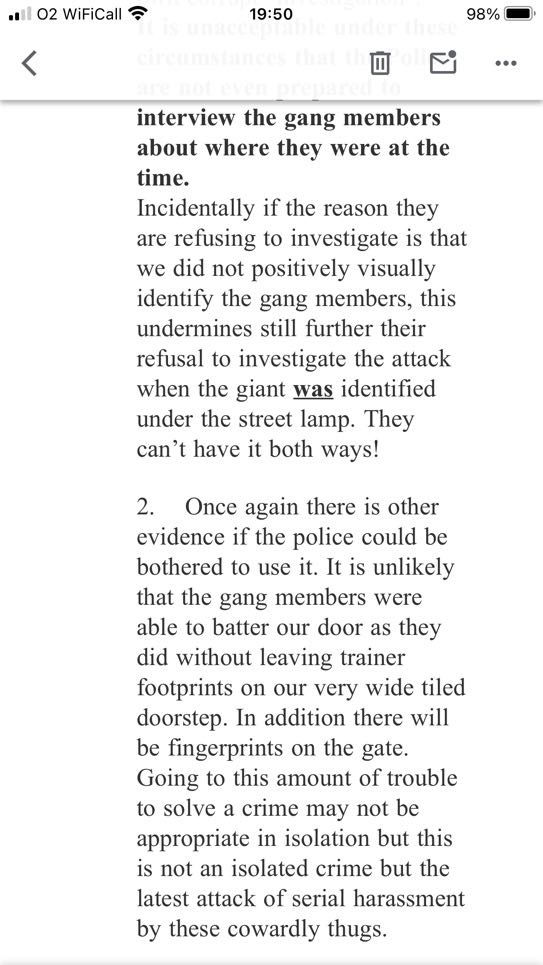 O2 WiFiCall 19:50 98%
It is unacceptable under these
circumstances that the
are not even prepared to
interview the gang members
about where they were at the
time.
Incidentally if the reason they
are refusing to investigate is that
we did not positively visually
identify the gang members, this
undermines still further their
refusal to investigate the attack
when the giant was identified
under the street lamp. They
can’t have it both ways!
2. Once again there is other
evidence if the police could be
bothered to use it. It is unlikely
that the gang members were
able to batter our door as they
did without leaving trainer
footprints on our very wide tiled
doorstep. In addition there will
be fingerprints on the gate.
Going to this amount of trouble
to solve a crime may not be
appropriate in isolation but this
is not an isolated crime but the
latest attack of serial harassment
by these cowardly thugs.